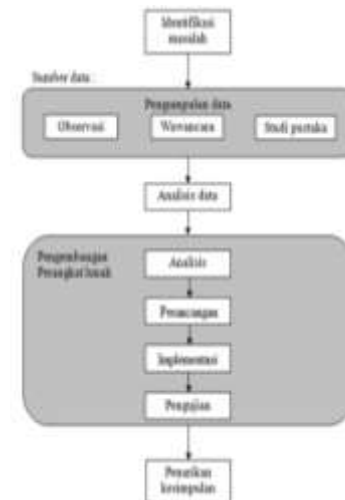 Identifikasi
masalah
Sumber data
Pengumpulan data
Observasi
Wawancara
Studi pustaka
Analisis data
Pengembangan
Perangkat lunak
Analisis
Perancangan
Implementasi
Pengujian
Penarikan
kesimpulan